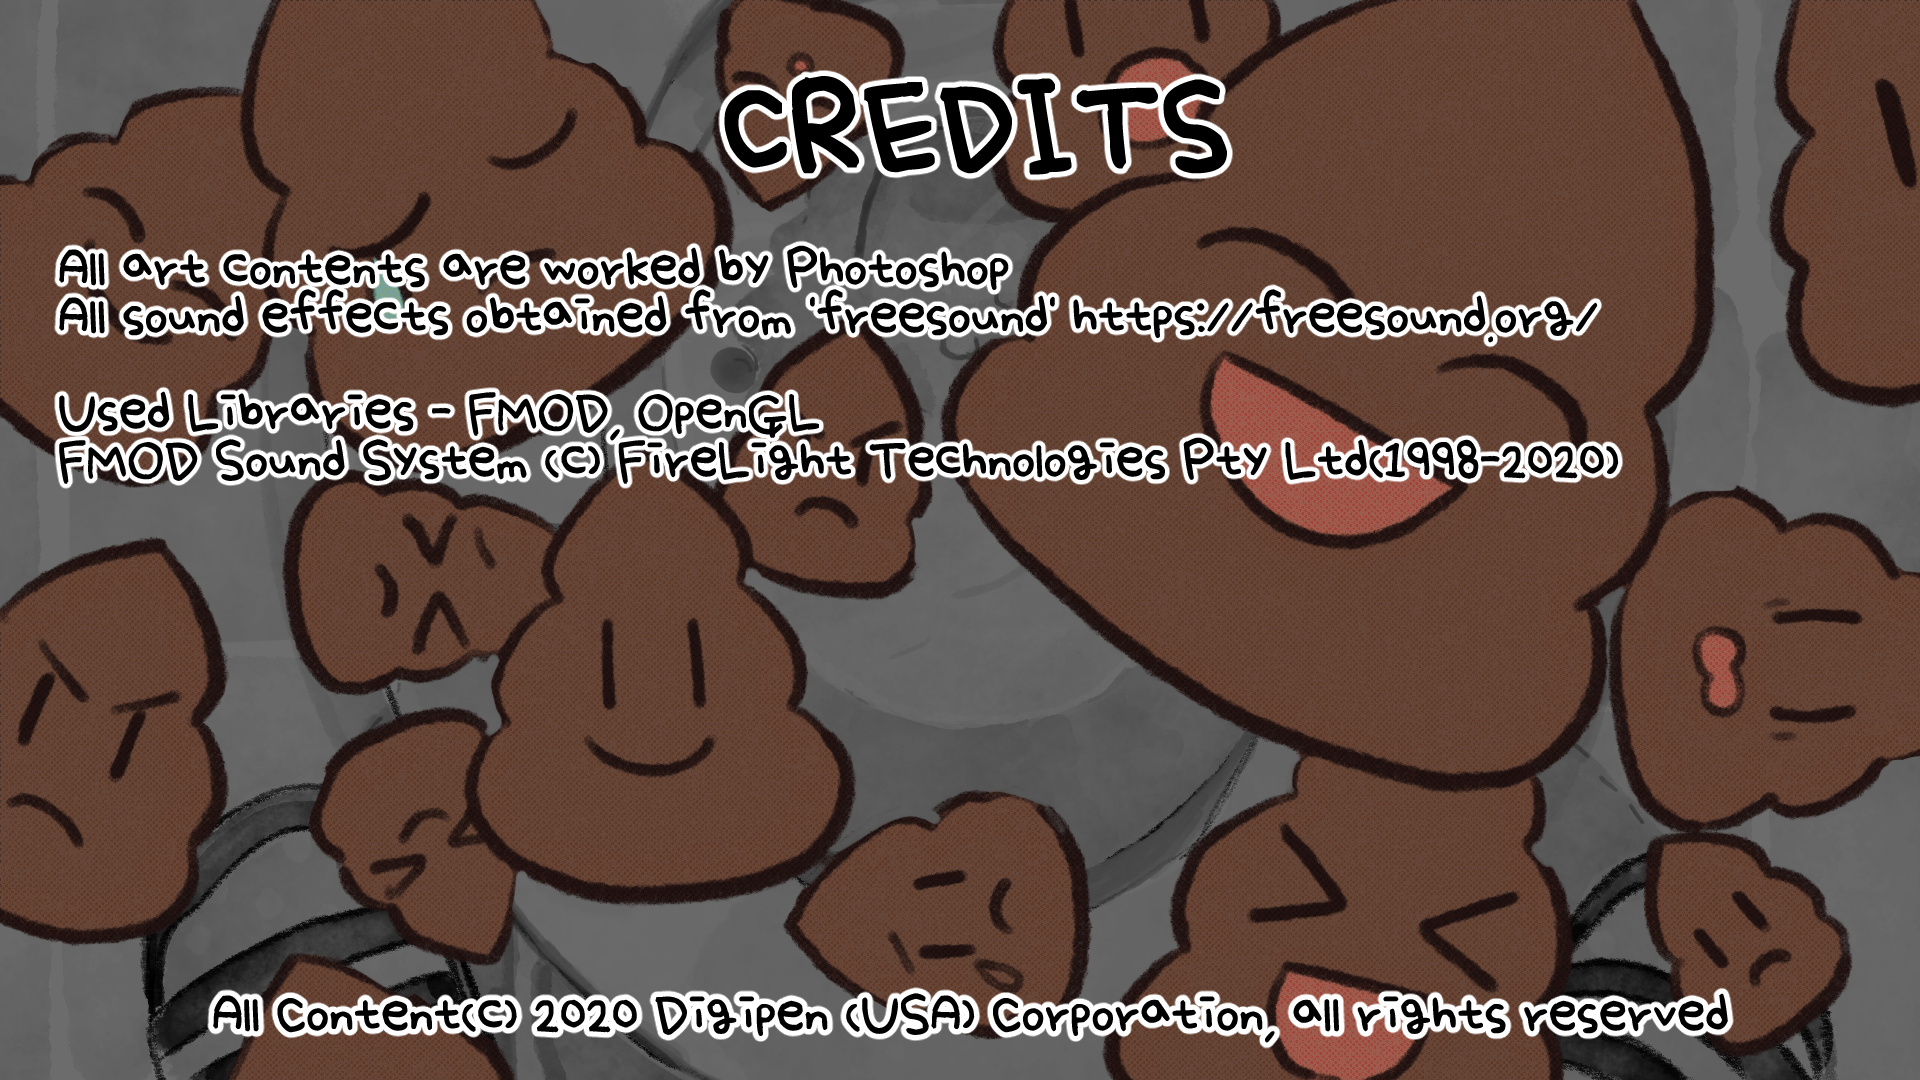 CREDITS
All art contents are worked by Photoshop
All sound effects obtained from 'freesound' https://freesound.org/
Used Libraries - FMOD, OpenGL
FMOD Sound System (C) FireLight Technologies Pty Ltd(1998-2020)
All Content(C) 2020 Digipen (USA) Corporation, all rights reserved